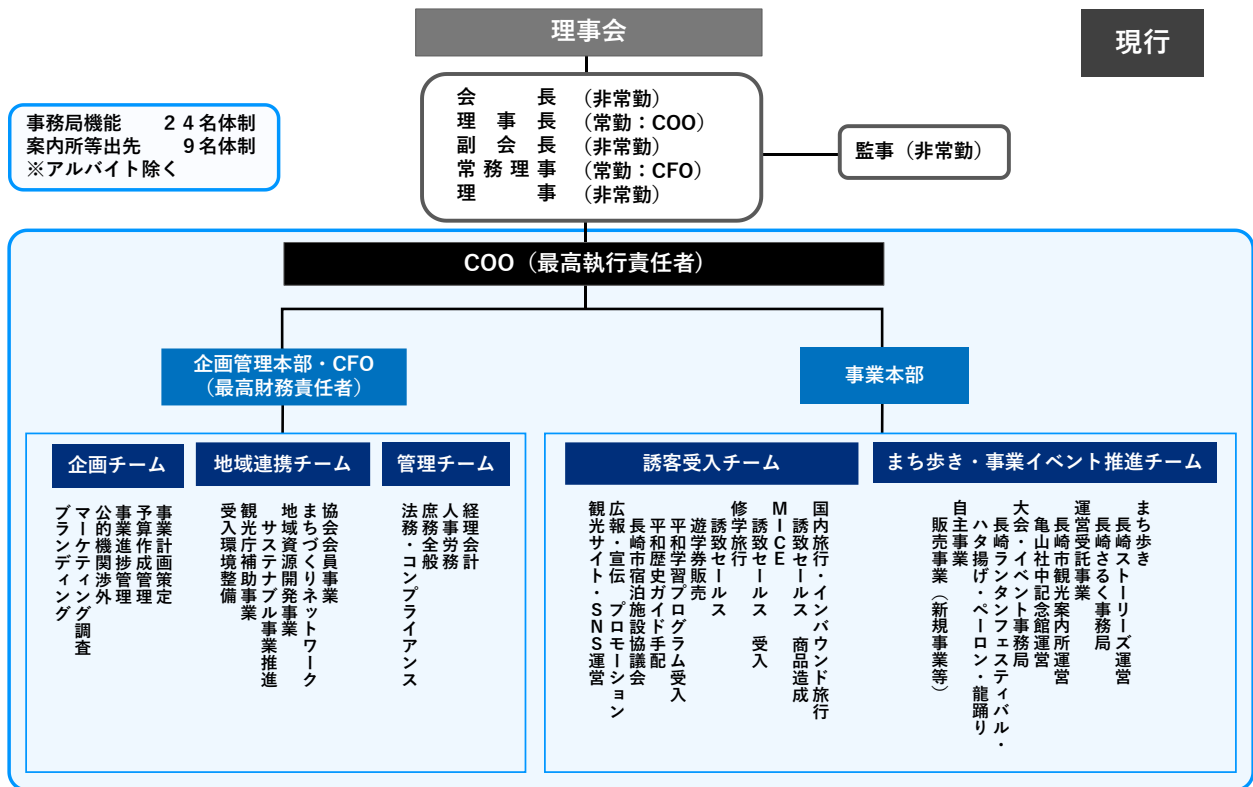 理事会
現行
会長（非常勤）
理事長（常勤：COO）
副会長（非常勤）
常務理事（常勤：CFO）
理事（非常勤）
事務局機能　２４名体制
案内所等出先　９名体制
※アルバイト除く
監事（非常勤）
COO（最高執行責任者）
企画管理本部・CFO
（最高財務責任者）
事業本部
企画チーム
事業計画策定
予算作成管理
事業進捗管理
公的機関渉外
マーケティング調査
ブランディング
地域連携チーム
協会会員事業
まちづくりネットワーク
地域資源開発事業
サステナブル事業推進
観光庁補助事業
受入環境整備
管理チーム
経理会計
人事労務
庶務全般
法務・コンプライアンス
誘客受入チーム
国内旅行・インバウンド旅行
誘致セールス　商品造成
MICE
誘致セールス　受入
修学旅行
誘致セールス
遊学券販売
平和学習プログラム受入
平和歴史ガイド手配
長崎市宿泊施設協議会
広報・宣伝　プロモーション
観光サイト・SNS運営
まち歩き・事業イベント推進チーム
まち歩き
長崎ストーリーズ運営
長崎さるく事務局
運営受託事業
長崎市観光案内所運営
亀山社中記念館運営
大会・イベント事務局
長崎ランタンフェスティバル・
ハタ揚げ・ペーロン・龍踊り
自主事業
販売事業（新規事業等）